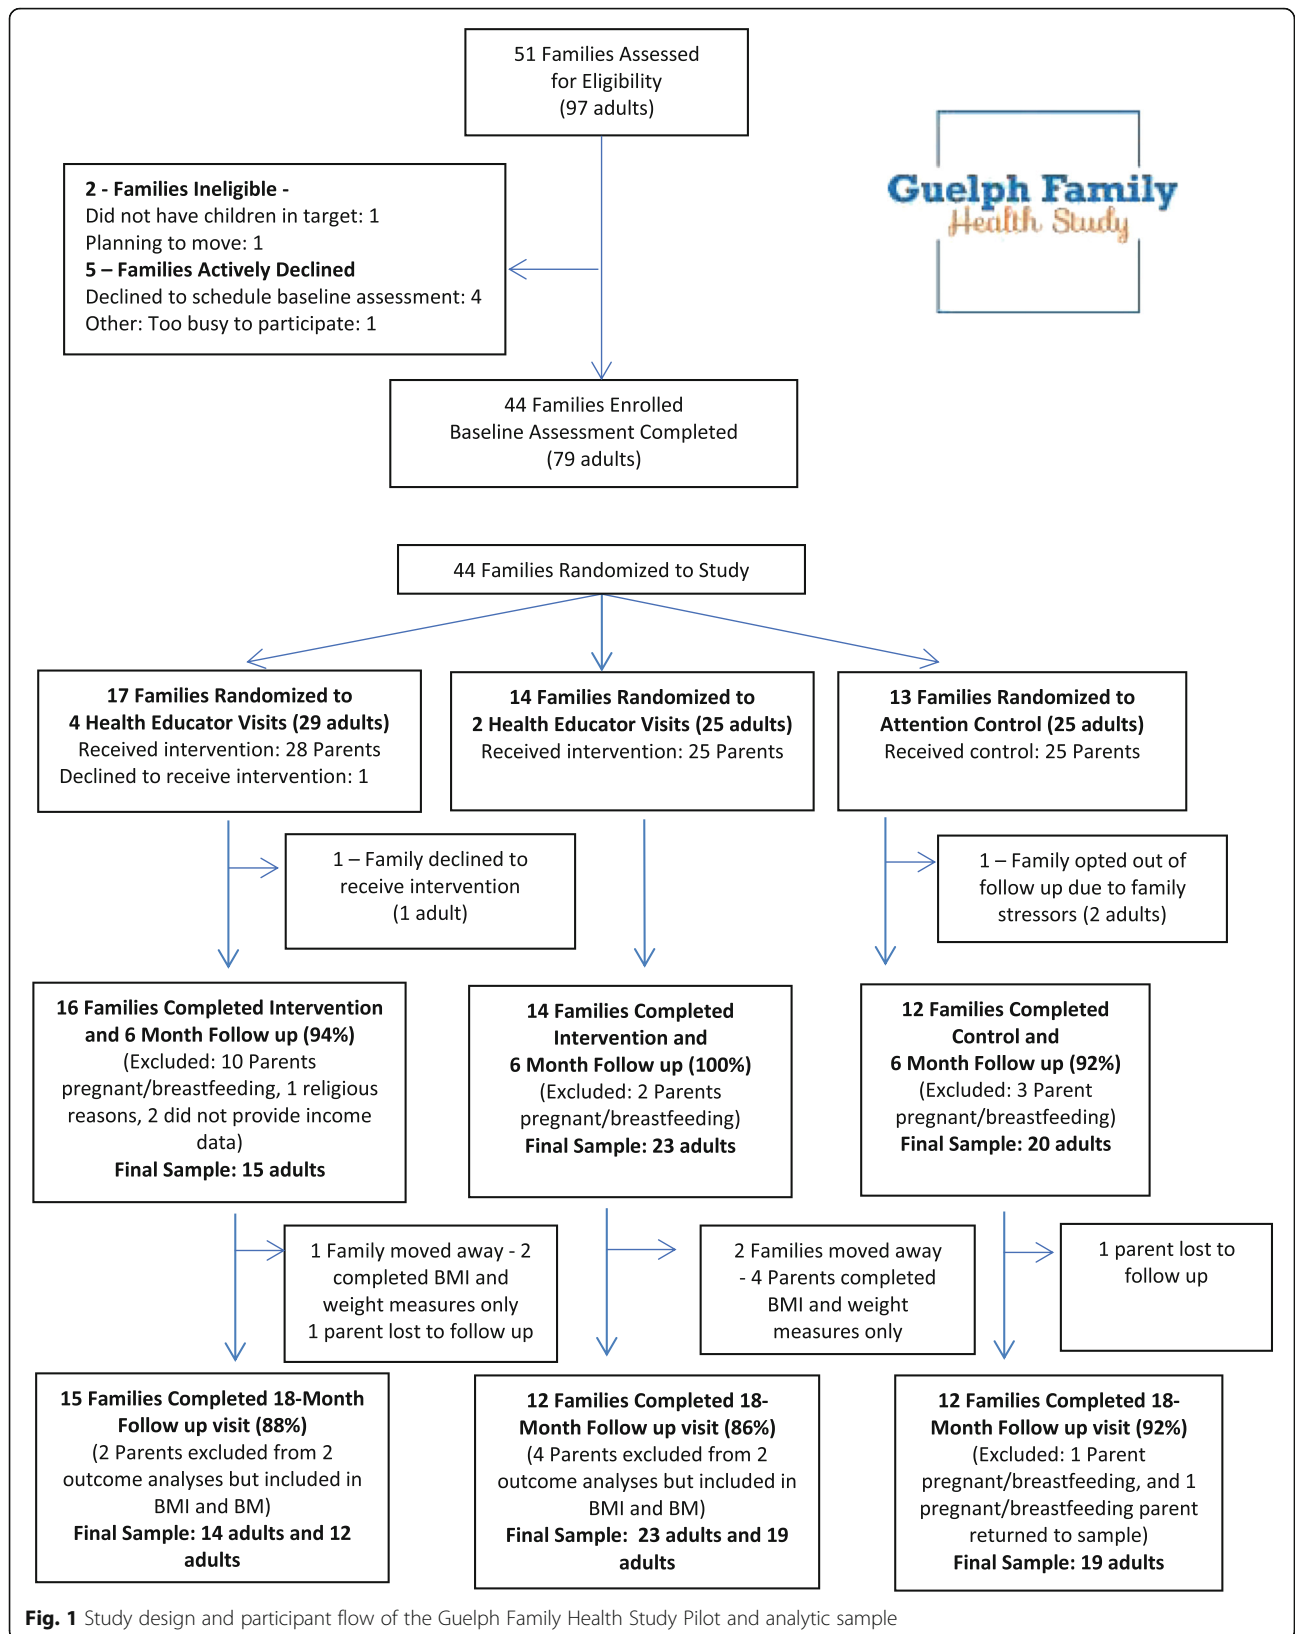 51 Families Assessed
for Eligibility
(97 adults)
Guelph Family
Health Study
2 - Families Ineligible -
Did not have children in target: 1
Planning to move: 1
5 – Families Actively Declined
Declined to schedule baseline assessment: 4
Other: Too busy to participate: 1
44 Families Enrolled
Baseline Assessment Completed
(79 adults)
44 Families Randomized to Study
17 Families Randomized to
4 Health Educator Visits (29 adults)
Received intervention: 28 Parents
Declined to receive intervention: 1
14 Families Randomized to
2 Health Educator Visits (25 adults)
Received intervention: 25 Parents
13 Families Randomized to
Attention Control (25 adults)
Received control: 25 Parents
1 – Family declined to
receive intervention
(1 adult)
1 – Family opted out of
follow up due to family
stressors (2 adults)
16 Families Completed Intervention
and 6 Month Follow up (94%)
(Excluded: 10 Parents
pregnant/breastfeeding, 1 religious
reasons, 2 did not provide income
data)
Final Sample: 15 adults
14 Families Completed
Intervention and
6 Month Follow up (100%)
(Excluded: 2 Parents
pregnant/breastfeeding)
Final Sample: 23 adults
12 Families Completed
Control and
6 Month Follow up (92%)
(Excluded: 3 Parent
pregnant/breastfeeding)
Final Sample: 20 adults
1 Family moved away - 2
completed BMI and
weight measures only
1 parent lost to follow up
2 Families moved away
- 4 Parents completed
BMI and weight
measures only
1 parent lost to
follow up
15 Families Completed 18-Month
Follow up visit (88%)
(2 Parents excluded from 2
outcome analyses but included in
BMI and BM)
Final Sample: 14 adults and 12
adults
12 Families Completed 18-
Month Follow up visit (86%)
(4 Parents excluded from 2
outcome analyses but included in
BMI and BM)
Final Sample: 23 adults and 19
adults
12 Families Completed 18-
Month Follow up visit (92%)
(Excluded: 1 Parent
pregnant/breastfeeding, and 1
pregnant/breastfeeding parent
returned to sample)
Final Sample: 19 adults
Fig. 1 Study design and participant flow of the Guelph Family Health Study Pilot and analytic sample